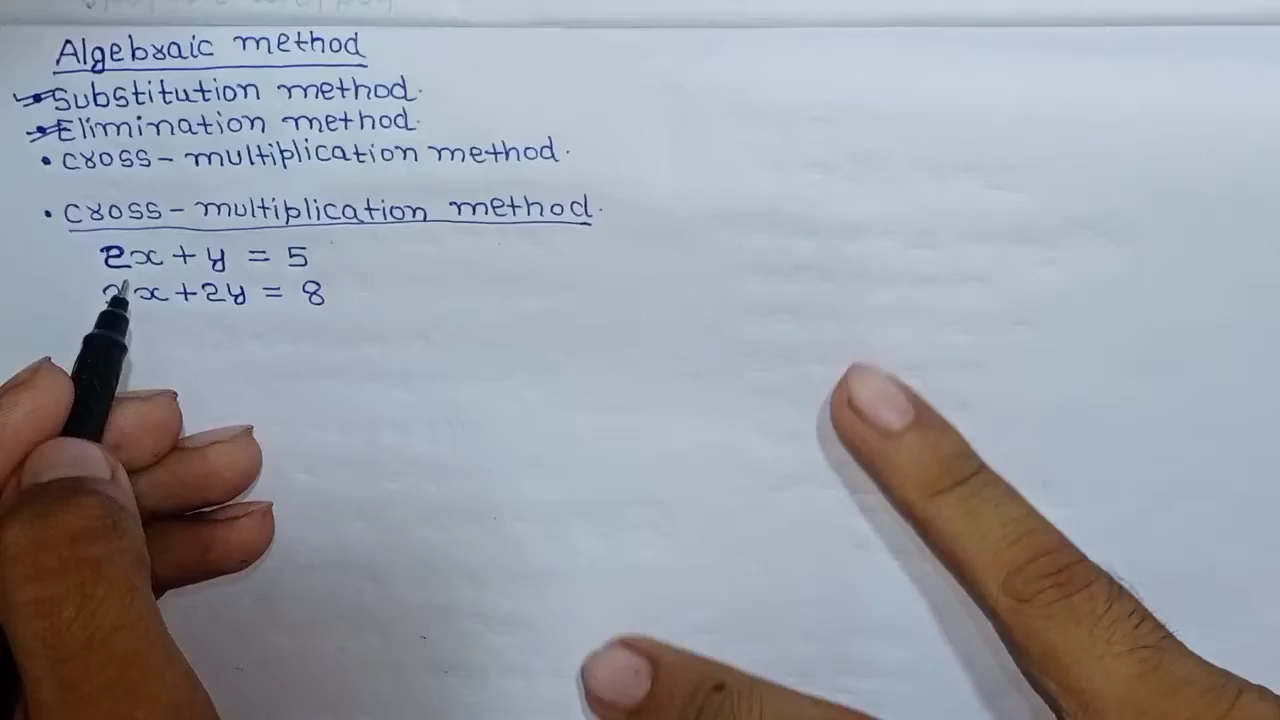 Algebraic method
Substitution method.
Elimination method.
• cross - multiplication method.
• cross - multiplication method.
2x + y = 5
x + 2y = 8